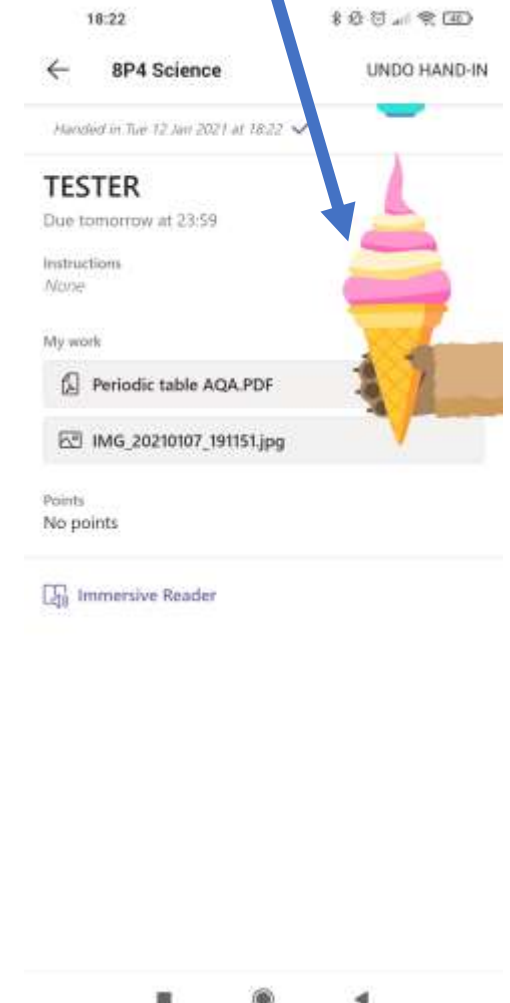 18:22
8P4 Science UNDO HAND-IN
Handed in Tue 12 Jan 2021 at 18:22
TESTER
Due tomorrow at 23:59
Instructions
None
My work
Periodic table AQA.PDF
IMG_20210107_191151.jpg
Points
No points
Immersive Reader